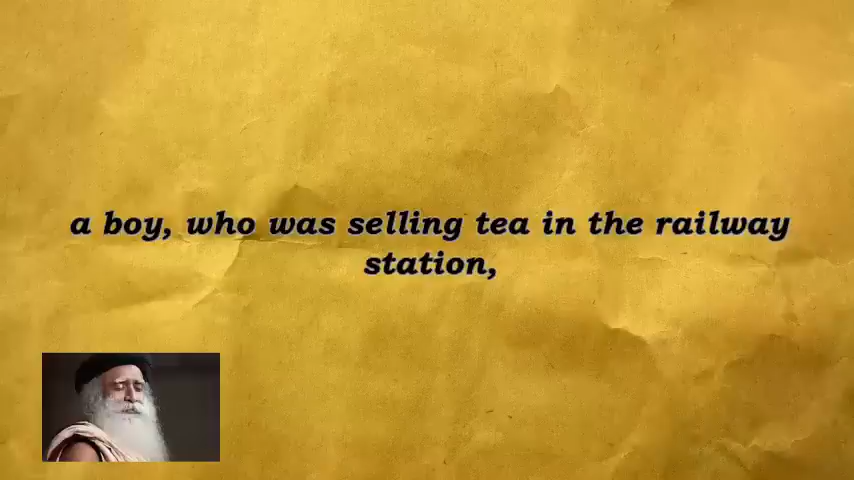 a boy, who was selling tea in the railway
station,